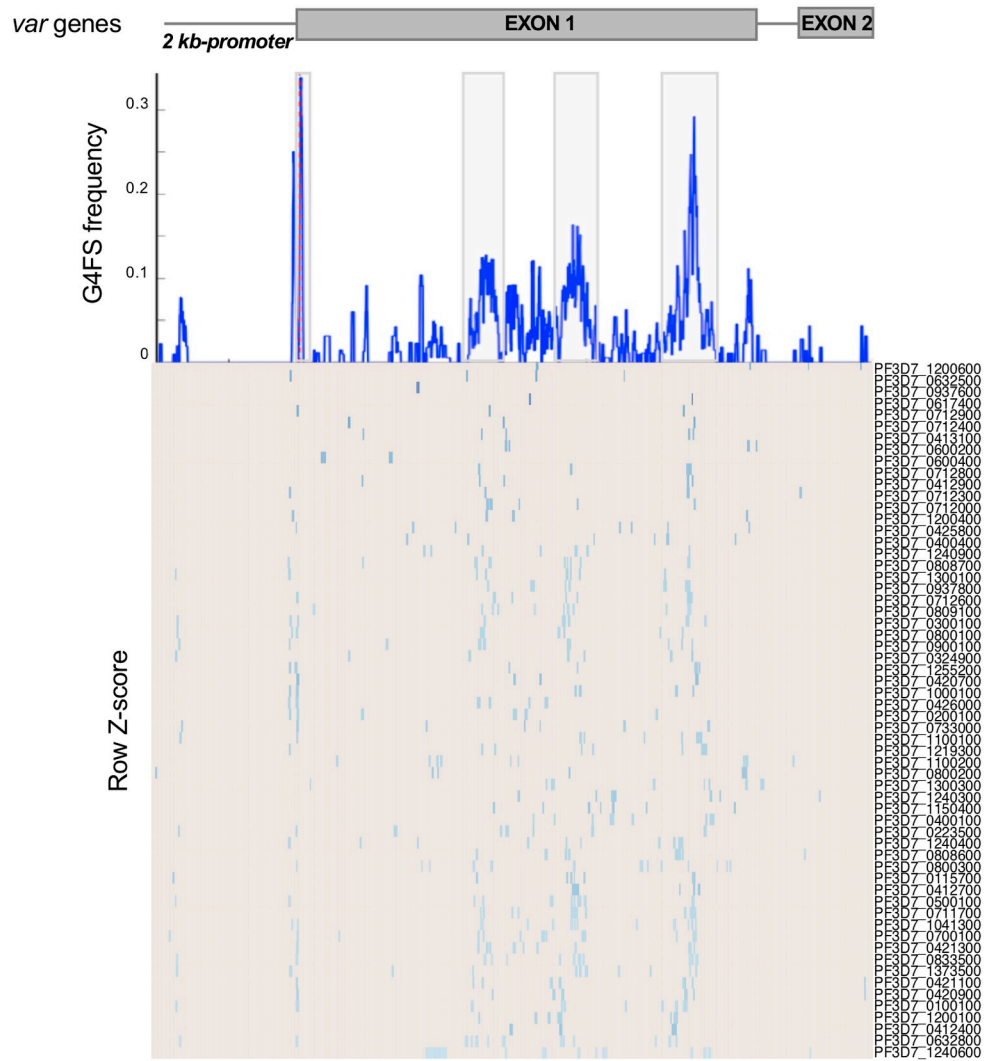 var genes
EXON 1
EXON 2
2 kb-promoter
G4FS frequency
0.3
0.2
0.1
0
Row Z-score
PF3D7_1200600
PF3D7_0632500
PF3D7_0937600
PF3D7_0617400
PF3D7_0712900
PF3D7_0712400
PF3D7_0413100
PF3D7_0600200
PF3D7_0600400
PF3D7_0712800
PF3D7_0412900
PF3D7_0712300
PF3D7_0712000
PF3D7_1200400
PF3D7_0425800
PF3D7_0400400
PF3D7_1240900
PF3D7_0808700
PF3D7_1300100
PF3D7_0937800
PF3D7_0712600
PF3D7_0809100
PF3D7_0300100
PF3D7_0800100
PF3D7_0900100
PF3D7_0324900
PF3D7_1255200
PF3D7_0420700
PF3D7_1000100
PF3D7_0426000
PF3D7_0200100
PF3D7_0733000
PF3D7_1100100
PF3D7_1219300
PF3D7_1100200
PF3D7_0800200
PF3D7_1300300
PF3D7_1240300
PF3D7_1150400
PF3D7_0400100
PF3D7_0223500
PF3D7_1240400
PF3D7_0808600
PF3D7_0800300
PF3D7_0115700
PF3D7_0412700
PF3D7_0500100
PF3D7_0711700
PF3D7_1041300
PF3D7_0700100
PF3D7_0421300
PF3D7_0833500
PF3D7_1373500
PF3D7_0421100
PF3D7_0420900
PF3D7_0100100
PF3D7_1200100
PF3D7_0412400
PF3D7_0632800
PF3D7_1240600